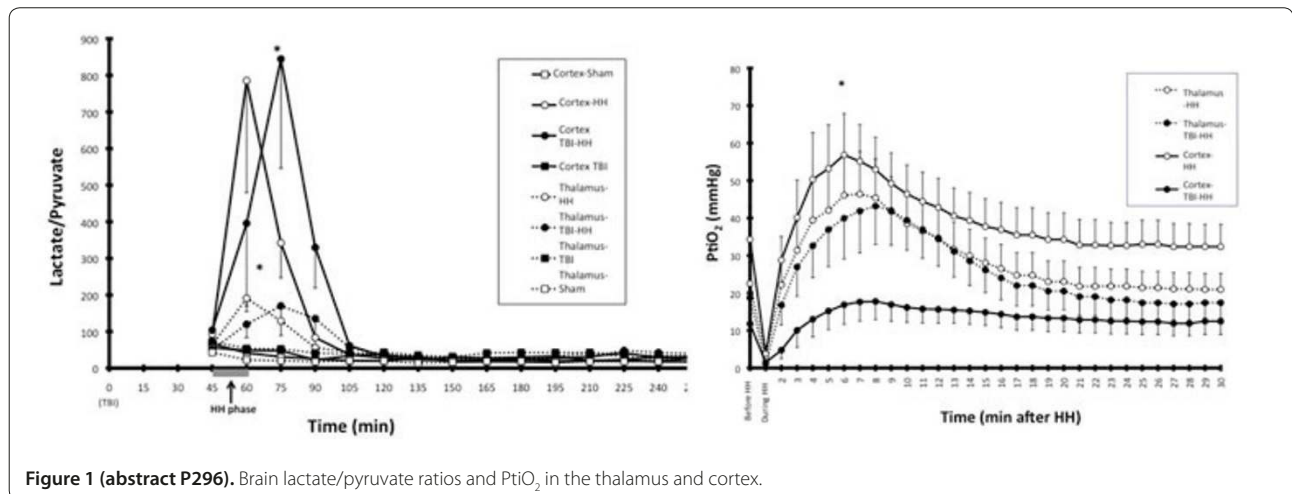 900
800
700
600
500
400
300
200
100
0
Lactate/Pyruvate
*
*
0 15 30 45 60 75 90 105 120 135 150 165 180 195 210 225 240
(TBI)
HH phase
Time (min)
Cortex-Sham
Cortex-HH
Cortex
TBI-HH
Cortex TBI
Thalamus-
HH
Thalamus-
TBI-HH
Thalamus-
TBI
Thalamus-
Sham
80
70
60
50
40
30
20
10
0
PtiO2 (mmHg)
*
Before HH
During HH
2 3 4 5 6 7 8 9 10 11 12 13 14 15 16 17 18 19 20 21 22 23 24 25 26 27 28 29 30
Time (min after HH)
Thalamus
-HH
Thalamus-
TBI-HH
Cortex-
HH
Cortex-
TBI-HH
Figure 1 (abstract P296). Brain lactate/pyruvate ratios and PtiO2 in the thalamus and cortex.